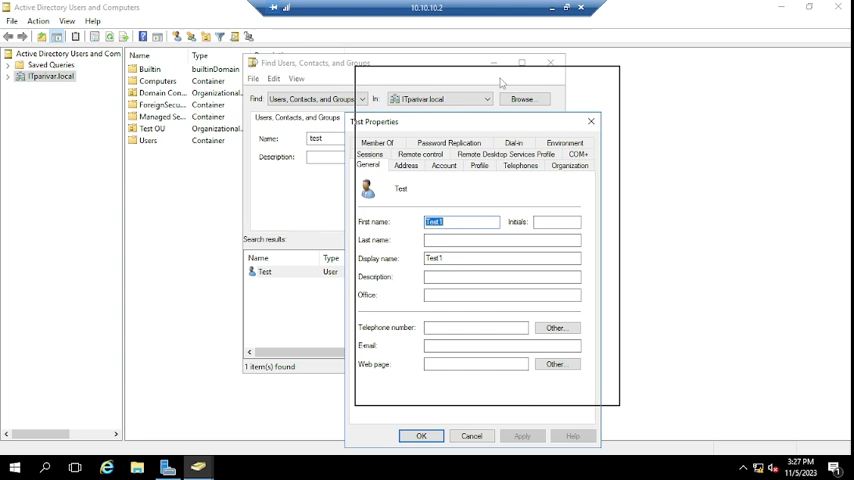 Active Directory Users and Computers
10.10.10.2
File Action View Help
Active Directory Users and Com
Saved Queries
ITparivar.local
Name Type
Builtin builtinDomain
Computers Container
Domain Con... Organizational...
ForeignSecu... Container
Managed Se... Container
Test OU Organizational...
Users Container
Find Users, Contacts, and Groups
File Edit View
Find: Users, Contacts, and Groups In: ITparivar.local Browse...
Users, Contacts, and Groups
Name: test
Description:
Search results:
Name Type
Test User
1 item(s) found
Test Properties
Member Of Password Replication Dial-in Environment
Sessions Remote control Remote Desktop Services Profile COM+
General Address Account Profile Telephones Organization
Test
First name: Test1 Initials:
Last name:
Display name: Test1
Description:
Office:
Telephone number: Other...
E-mail:
Web page: Other...
OK Cancel Apply Help
3:27 PM
11/5/2023